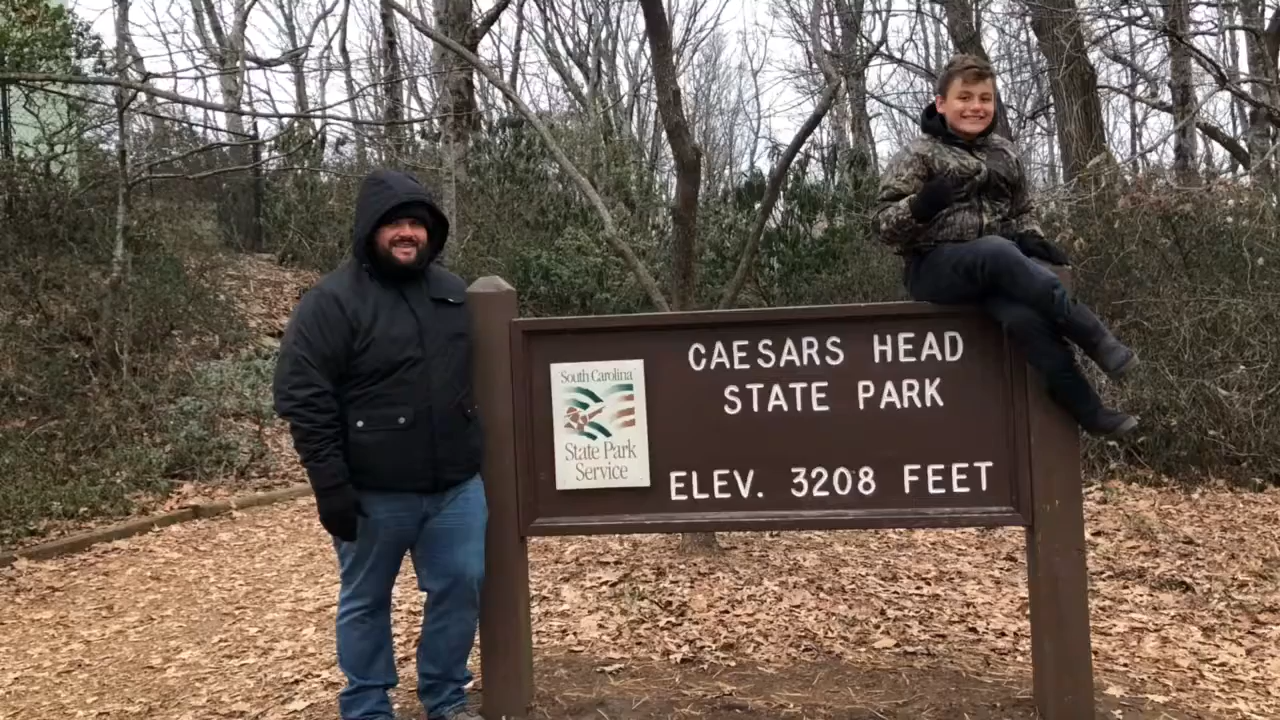 CAESARS HEAD
STATE PARK
South Carolina
State Park
Service
ELEV. 3208 FEET